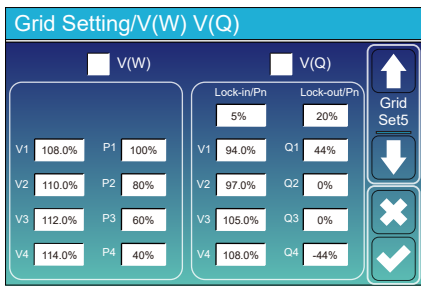 Grid Setting/V(W) V(Q)
V(W)
V1 108.0% P1 100%
V2 110.0% P2 80%
V3 112.0% P3 60%
V4 114.0% P4 40%
V(Q)
Lock-in/Pn Lock-out/Pn
5% 20%
V1 94.0% Q1 44%
V2 97.0% Q2 0%
V3 105.0% Q3 0%
V4 108.0% Q4 -44%
Grid
Set5